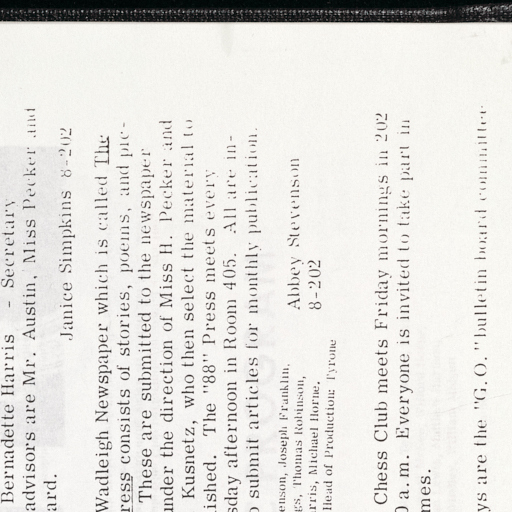 Bernadette Harris - Secretary
advisors are Mr. Austin, Miss Pecker and
ard.
Janice Simpkins 8-202
Wadleigh Newspaper which is called The
ress consists of stories, poems, and pic-
These are submitted to the newspaper
under the direction of Miss H. Pecker and
Kusnetz, who then select the material to
ished. The "88" Press meets every
sday afternoon in Room 405. All are in-
o submit articles for monthly publication.
Abbey Stevenson
8-202
enson, Joseph Franklin,
gs, Thomas Robinson,
rris, Michael Horne.
Head of Production: Tyrone
Chess Club meets Friday mornings in 202
0 a.m. Everyone is invited to take part in
mes.
ys are the "G.O." bulletin board committee